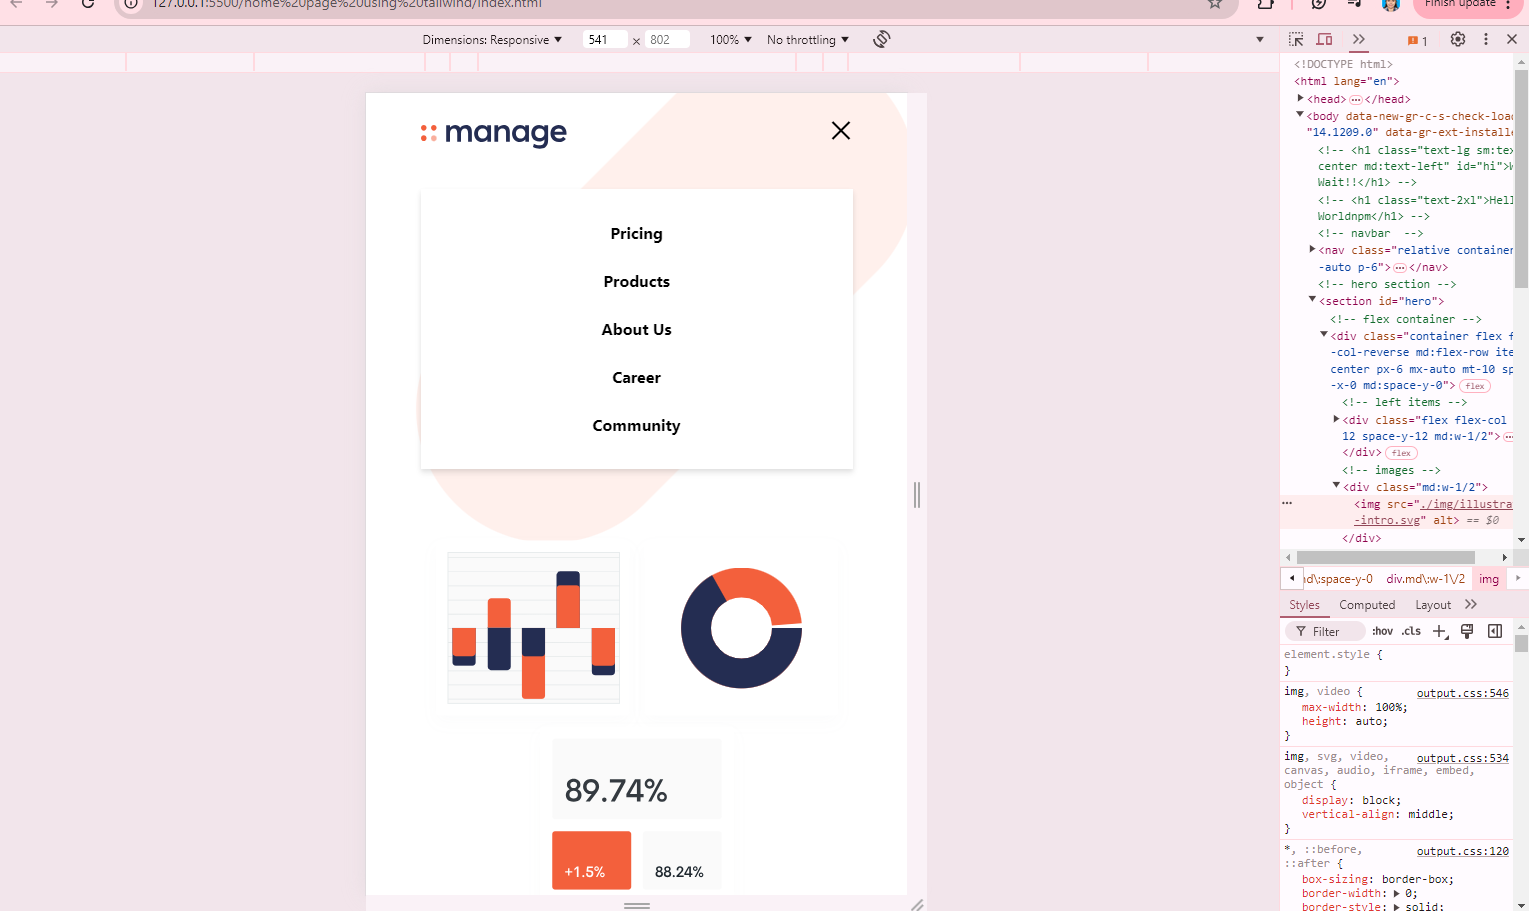 127.0.0.1:5500/home%20page%20using%20tailwind/index.html
Finish update
Dimensions: Responsive 541 x 802 100% No throttling
1
manage
Pricing
Products
About Us
Career
Community
89.74%
+1.5%
88.24%
<!DOCTYPE html>
<html lang="en">
<head> </head>
<body data-new-gr-c-s-check-loa
"14.1209.0" data-gr-ext-install
<!-- <h1 class="text-lg sm:te
center md:text-left" id="hi">W
Wait!!</h1> -->
<!-- <h1 class="text-2xl">Hell
Worldnpm</h1> -->
<!-- navbar -->
<nav class="relative container
-auto p-6"> </nav>
<!-- hero section -->
<section id="hero">
<!-- flex container -->
<div class="container flex f
-col-reverse md:flex-row ite
center px-6 mx-auto mt-10 sp
-x-0 md:space-y-0"> flex
<!-- left items -->
<div class="flex flex-col
12 space-y-12 md:w-1/2">
</div> flex
<!-- images -->
<div class="md:w-1/2">
<img src="./img/illustra
-intro.svg" alt> == $0
</div>
nd\:space-y-0 div.md\:w-1\/2 img
Styles Computed Layout
Filter :hov .cls
element.style {
}
img, video { output.css:546
max-width: 100%;
height: auto;
}
img, svg, video, output.css:534
canvas, audio, iframe, embed,
object {
display: block;
vertical-align: middle;
}
*, ::before, output.css:120
::after {
box-sizing: border-box;
border-width: 0;
border-style: solid;